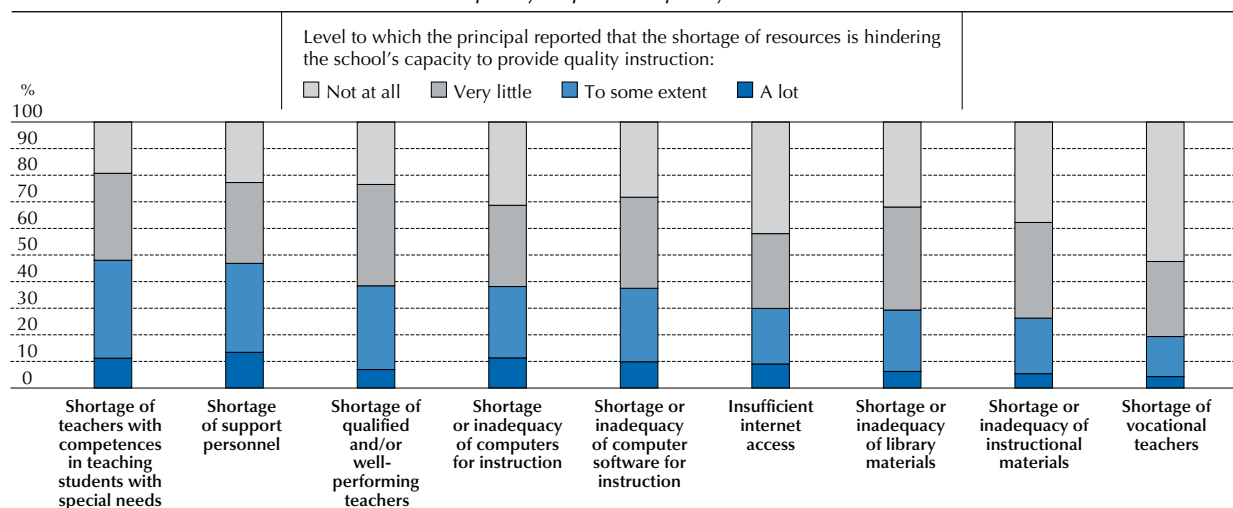 Level to which the principal reported that the shortage of resources is hindering
the school's capacity to provide quality instruction:
Not at all Very little To some extent A lot
%
100
90
80
70
60
50
40
30
20
10
0
Shortage of
teachers with
competences
in teaching
students with
special needs
Shortage
of support
personnel
Shortage of
qualified
and/or
well-
performing
teachers
Shortage
or inadequacy
of computers
for instruction
Shortage or
inadequacy
of computer
software for
instruction
Insufficient
internet
access
Shortage or
inadequacy
of library
materials
Shortage or
inadequacy of
instructional
materials
Shortage of
vocational
teachers